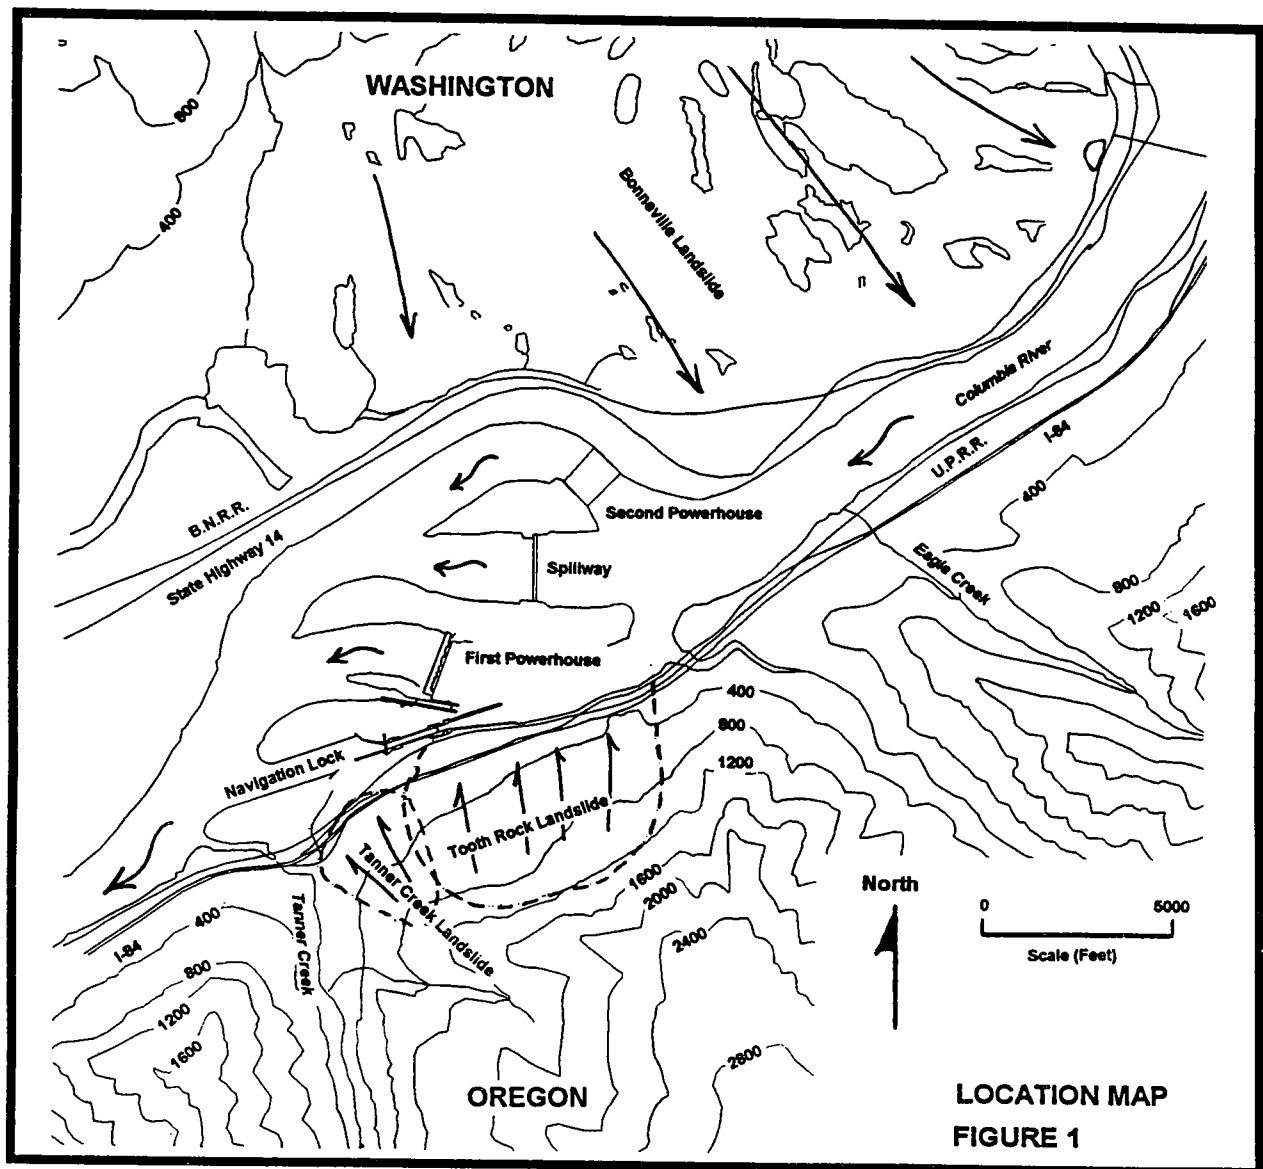 WASHINGTON
800
400
Bonneville Landslide
Columbia River
I-84
U.P.R.R.
400
B.N.R.R.
State Highway 14
Second Powerhouse
Spillway
First Powerhouse
Eagle Creek
800
1200
1600
Navigation Lock
400
800
1200
Tooth Rock Landslide
Tanner Creek Landslide
Tanner Creek
1600
2000
2400
2800
North
0 5000
Scale (Feet)
I-84
400
800
1200
1600
OREGON
LOCATION MAP
FIGURE 1